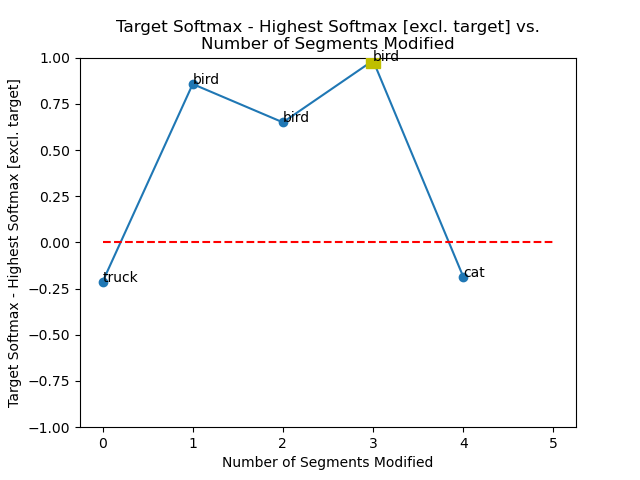 Target Softmax - Highest Softmax [excl. target] vs.
Number of Segments Modified
Target Softmax - Highest Softmax [excl. target]
1.00
0.75
0.50
0.25
0.00
−0.25
−0.50
−0.75
−1.00
truck
bird
bird
bird
cat
0 1 2 3 4 5
Number of Segments Modified